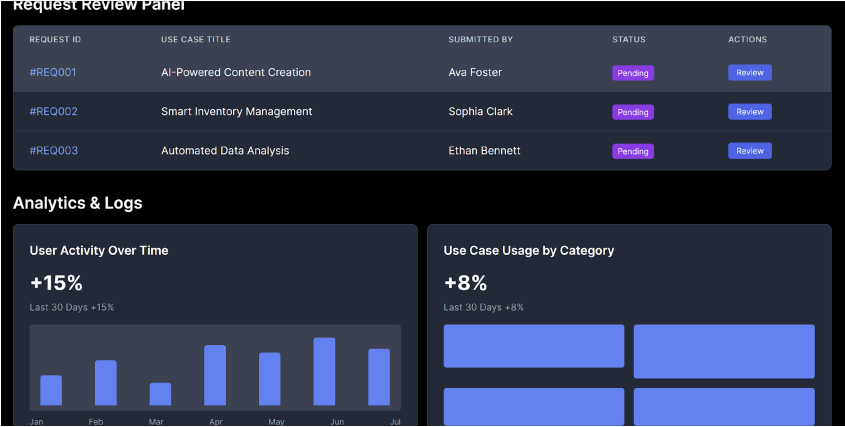 Request Review Panel
REQUEST ID USE CASE TITLE SUBMITTED BY STATUS ACTIONS
#REQ001 AI-Powered Content Creation Ava Foster Pending Review
#REQ002 Smart Inventory Management Sophia Clark Pending Review
#REQ003 Automated Data Analysis Ethan Bennett Pending Review
Analytics & Logs
User Activity Over Time
+15%
Last 30 Days +15%
Jan Feb Mar Apr May Jun Jul
Use Case Usage by Category
+8%
Last 30 Days +8%